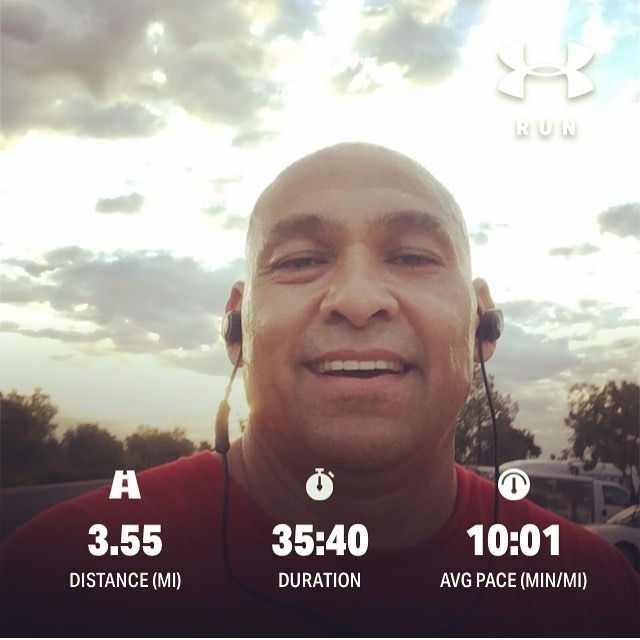 RUN
3.55
35:40
10:01
DISTANCE (MI)
DURATION
AVG PACE (MIN/MI)